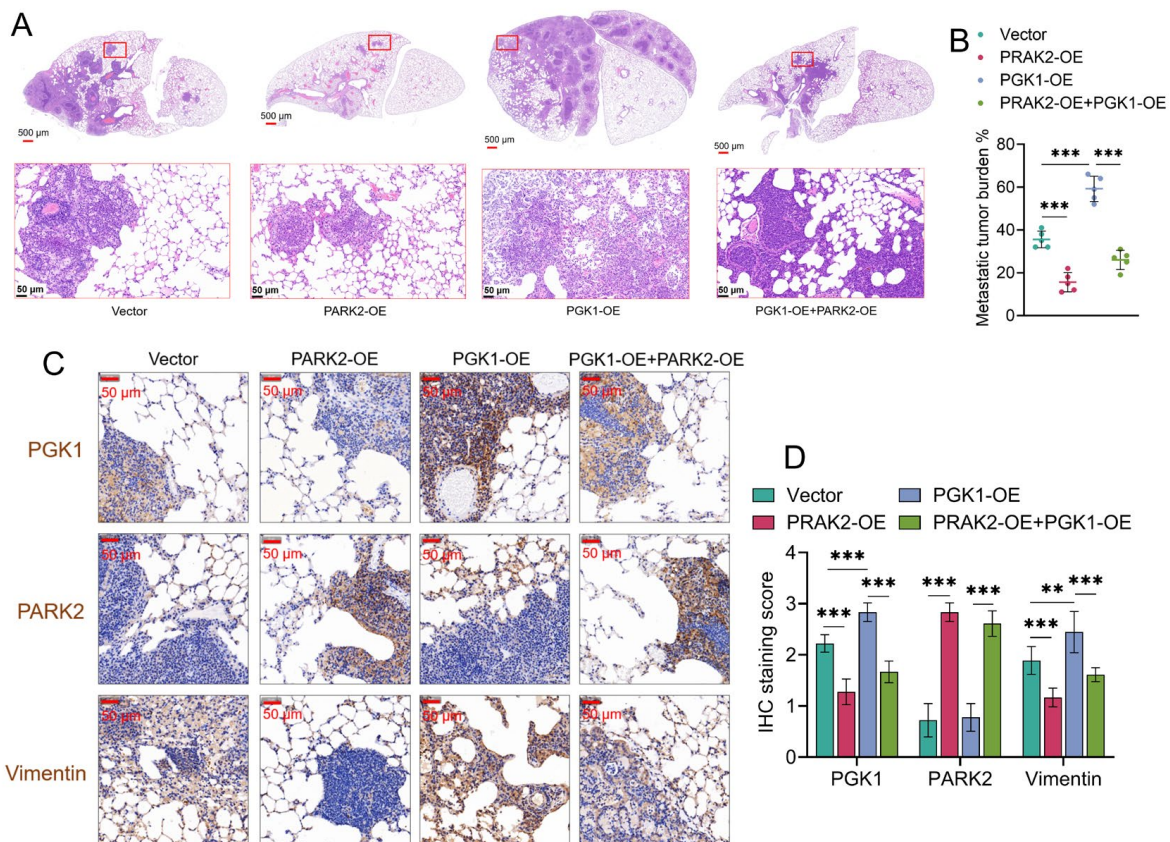 A
500 µm
500 µm
500 µm
500 µm
50 µm
50 µm
50 µm
50 µm
Vector
PARK2-OE
PGK1-OE
PGK1-OE+PARK2-OE
B
Vector
PRAK2-OE
PGK1-OE
PRAK2-OE+PGK1-OE
Metastatic tumor burden %
80
60
40
20
0
***
***
***
C
Vector
PARK2-OE
PGK1-OE
PGK1-OE+PARK2-OE
PGK1
50 µm
50 µm
50 µm
50 µm
PARK2
50 µm
50 µm
50 µm
50 µm
Vimentin
50 µm
50 µm
50 µm
50 µm
D
Vector
PGK1-OE
PRAK2-OE
PRAK2-OE+PGK1-OE
IHC staining score
4
3
2
1
0
***
***
***
***
***
**
***
***
PGK1
PARK2
Vimentin